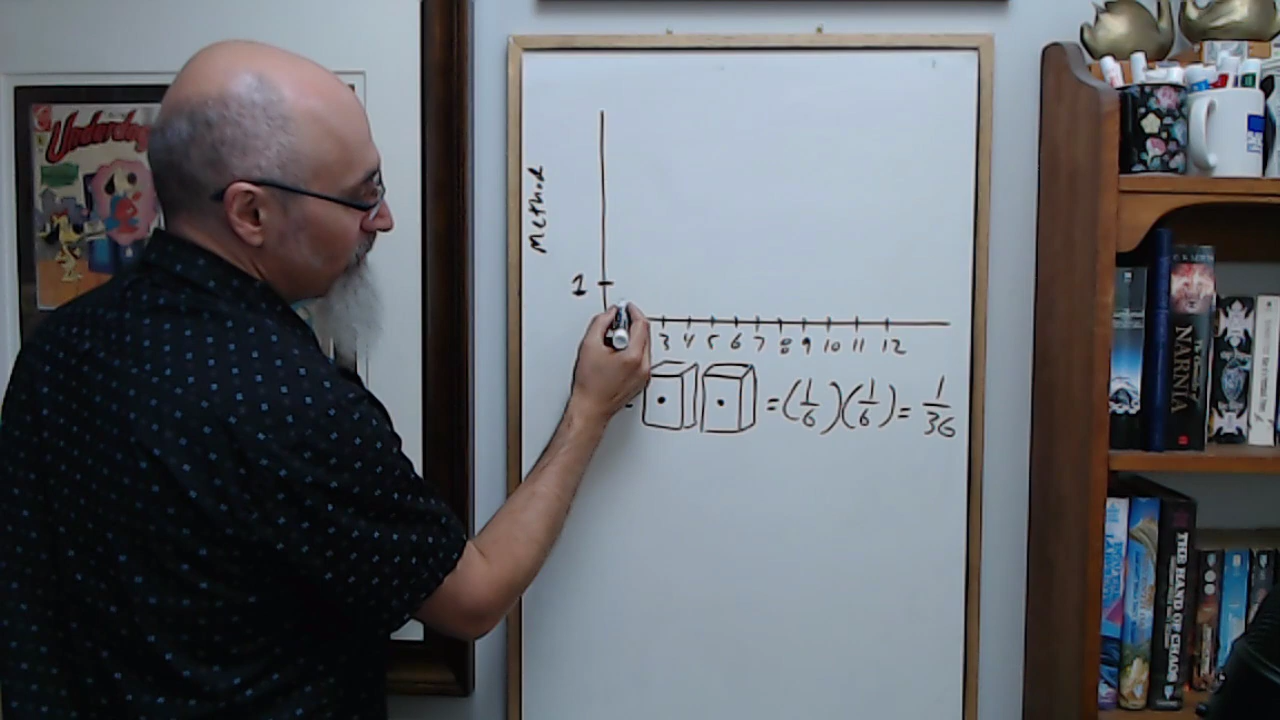 Underdog
Method
1
3 4 5 6 7 8 9 10 11 12
= (1/6)(1/6) = 1/36
NARNIA
THE HAND OF CHAOS